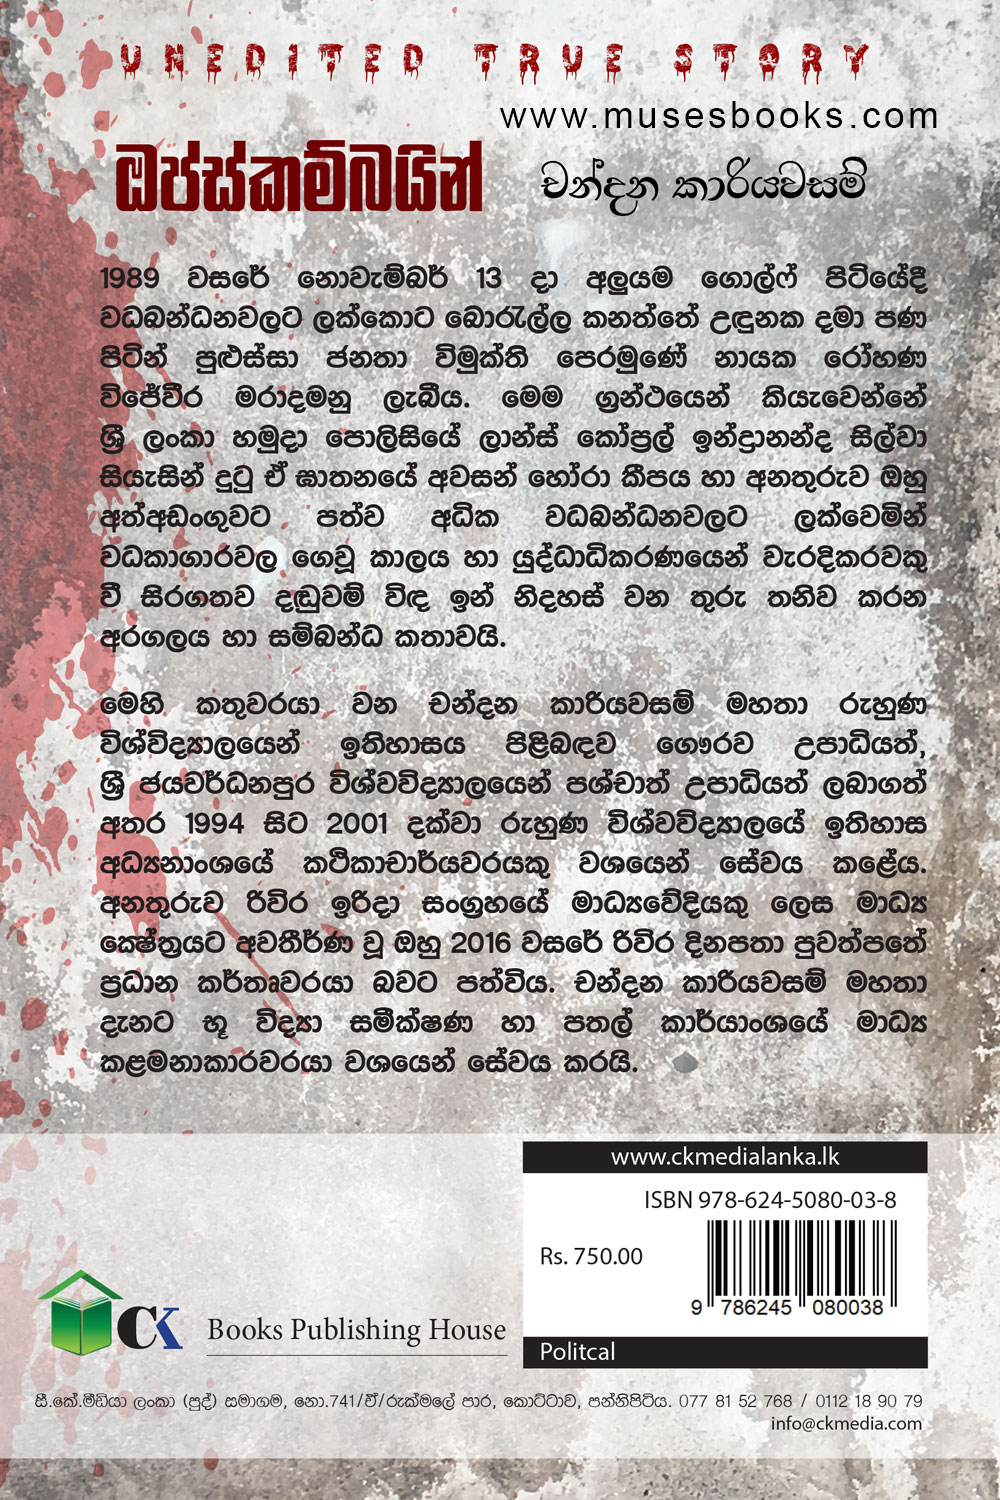 UNEDITED TRUE STORY
www.musesbooks.com
ඔප්ස්කම්බයින් චන්දන කාරියවසම්
1989 වසරේ නොවැම්බර් 13 දා අලුයම ගොල්ෆ් පිටියේදී
වධබන්ධනවලට ලක්කොට බොරැල්ල කනත්තේ උඳුනක දමා පණ
පිටින් පුළුස්සා ජනතා විමුක්ති පෙරමුණේ නායක රෝහණ
විජේවීර මරාදමනු ලැබීය. මෙම ග්‍රන්ථයෙන් කියැවෙන්නේ
ශ්‍රී ලංකා හමුදා පොලිසියේ ලාන්ස් කෝප්‍රල් ඉන්ද්‍රානන්ද සිල්වා
සියැසින් දුටු ඒ ඝාතනයේ අවසන් හෝරා කීපය හා අනතුරුව ඔහු
අත්අඩංගුවට පත්ව අධික වධබන්ධනවලට ලක්වෙමින්
වධකාගාරවල ගෙවූ කාලය හා යුද්ධාධිකරණයෙන් වැරදිකරවකු
වී සිරගතව දඬුවම් විඳ ඉන් නිදහස් වන තුරු තනිව කරන
අරගලය හා සම්බන්ධ කතාවයි.
මෙහි කතුවරයා වන චන්දන කාරියවසම් මහතා රුහුණ
විශ්විද්‍යාලයෙන් ඉතිහාසය පිළිබඳව ගෞරව උපාධියත්,
ශ්‍රී ජයවර්ධනපුර විශ්වවිද්‍යාලයෙන් පශ්චාත් උපාධියත් ලබාගත්
අතර 1994 සිට 2001 දක්වා රුහුණ විශ්වවිද්‍යාලයේ ඉතිහාස
අධ්‍යනාංශයේ කථිකාචාර්යවරයකු වශයෙන් සේවය කළේය.
අනතුරුව රිවිර ඉරිදා සංග්‍රහයේ මාධ්‍යවේදියකු ලෙස මාධ්‍ය
ක්‍ෂේත්‍රයට අවතීර්ණ වූ ඔහු 2016 වසරේ රිවිර දිනපතා පුවත්පතේ
ප්‍රධාන කර්තෘවරයා බවට පත්විය. චන්දන කාරියවසම් මහතා
දැනට භූ විද්‍යා සමීක්ෂණ හා පතල් කාර්යාංශයේ මාධ්‍ය
කළමනාකාරවරයා වශයෙන් සේවය කරයි.
www.ckmedialanka.lk
ISBN 978-624-5080-03-8
Rs. 750.00
9 786245 080038
Politcal
CK Books Publishing House
සී.කේ.මීඩියා ලංකා (පුද්) සමාගම, නො.741/ඒ/රුක්මලේ පාර, කොට්ටාව, පන්නිපිටිය. 077 81 52 768 / 0112 18 90 79
info@ckmedia.com